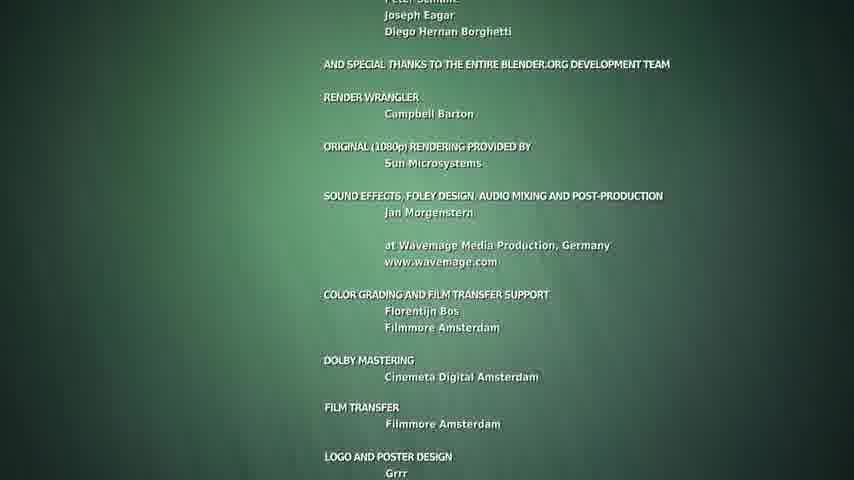 Joseph Eagar
Diego Hernan Borghetti
AND SPECIAL THANKS TO THE ENTIRE BLENDER.ORG DEVELOPMENT TEAM
RENDER WRANGLER
Campbell Barton
ORIGINAL (1080p) RENDERING PROVIDED BY
Sun Microsystems
SOUND EFFECTS, FOLEY DESIGN, AUDIO MIXING AND POST-PRODUCTION
Jan Morgenstern
at Wavemage Media Production, Germany
www.wavemage.com
COLOR GRADING AND FILM TRANSFER SUPPORT
Florentijn Bos
Filmmore Amsterdam
DOLBY MASTERING
Cinemeta Digital Amsterdam
FILM TRANSFER
Filmmore Amsterdam
LOGO AND POSTER DESIGN
Grrr